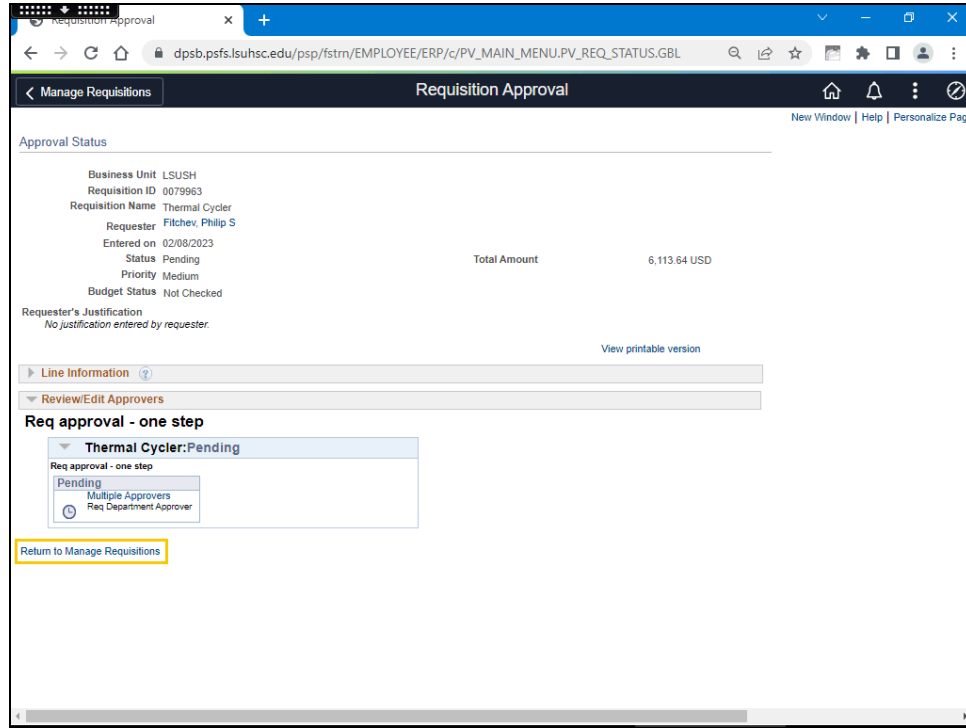 Requisition Approval
dpsb.psfs.lsuhsc.edu/psp/fstrn/EMPLOYEE/ERP/c/PV_MAIN_MENU.PV_REQ_STATUS.GBL
Manage Requisitions
Requisition Approval
New Window | Help | Personalize Pag
Approval Status
Business Unit LSUSH
Requisition ID 0079963
Requisition Name Thermal Cycler
Requester Fitchev, Philip S
Entered on 02/08/2023
Status Pending Total Amount 6,113.64 USD
Priority Medium
Budget Status Not Checked
Requester's Justification
No justification entered by requester.
View printable version
Line Information ?
Review/Edit Approvers
Req approval - one step
Thermal Cycler:Pending
Req approval - one step
Pending
Multiple Approvers
Req Department Approver
Return to Manage Requisitions